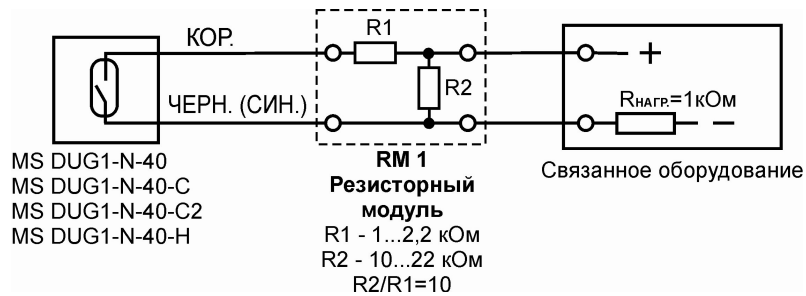 КОР.
ЧЕРН. (СИН.)
MS DUG1-N-40
MS DUG1-N-40-C
MS DUG1-N-40-C2
MS DUG1-N-40-H
R1
R2
RM 1
Резисторный
модуль
R1 - 1...2,2 кОм
R2 - 10...22 кОм
R2/R1=10
+
Rнагр.=1кОм
–
Связанное оборудование